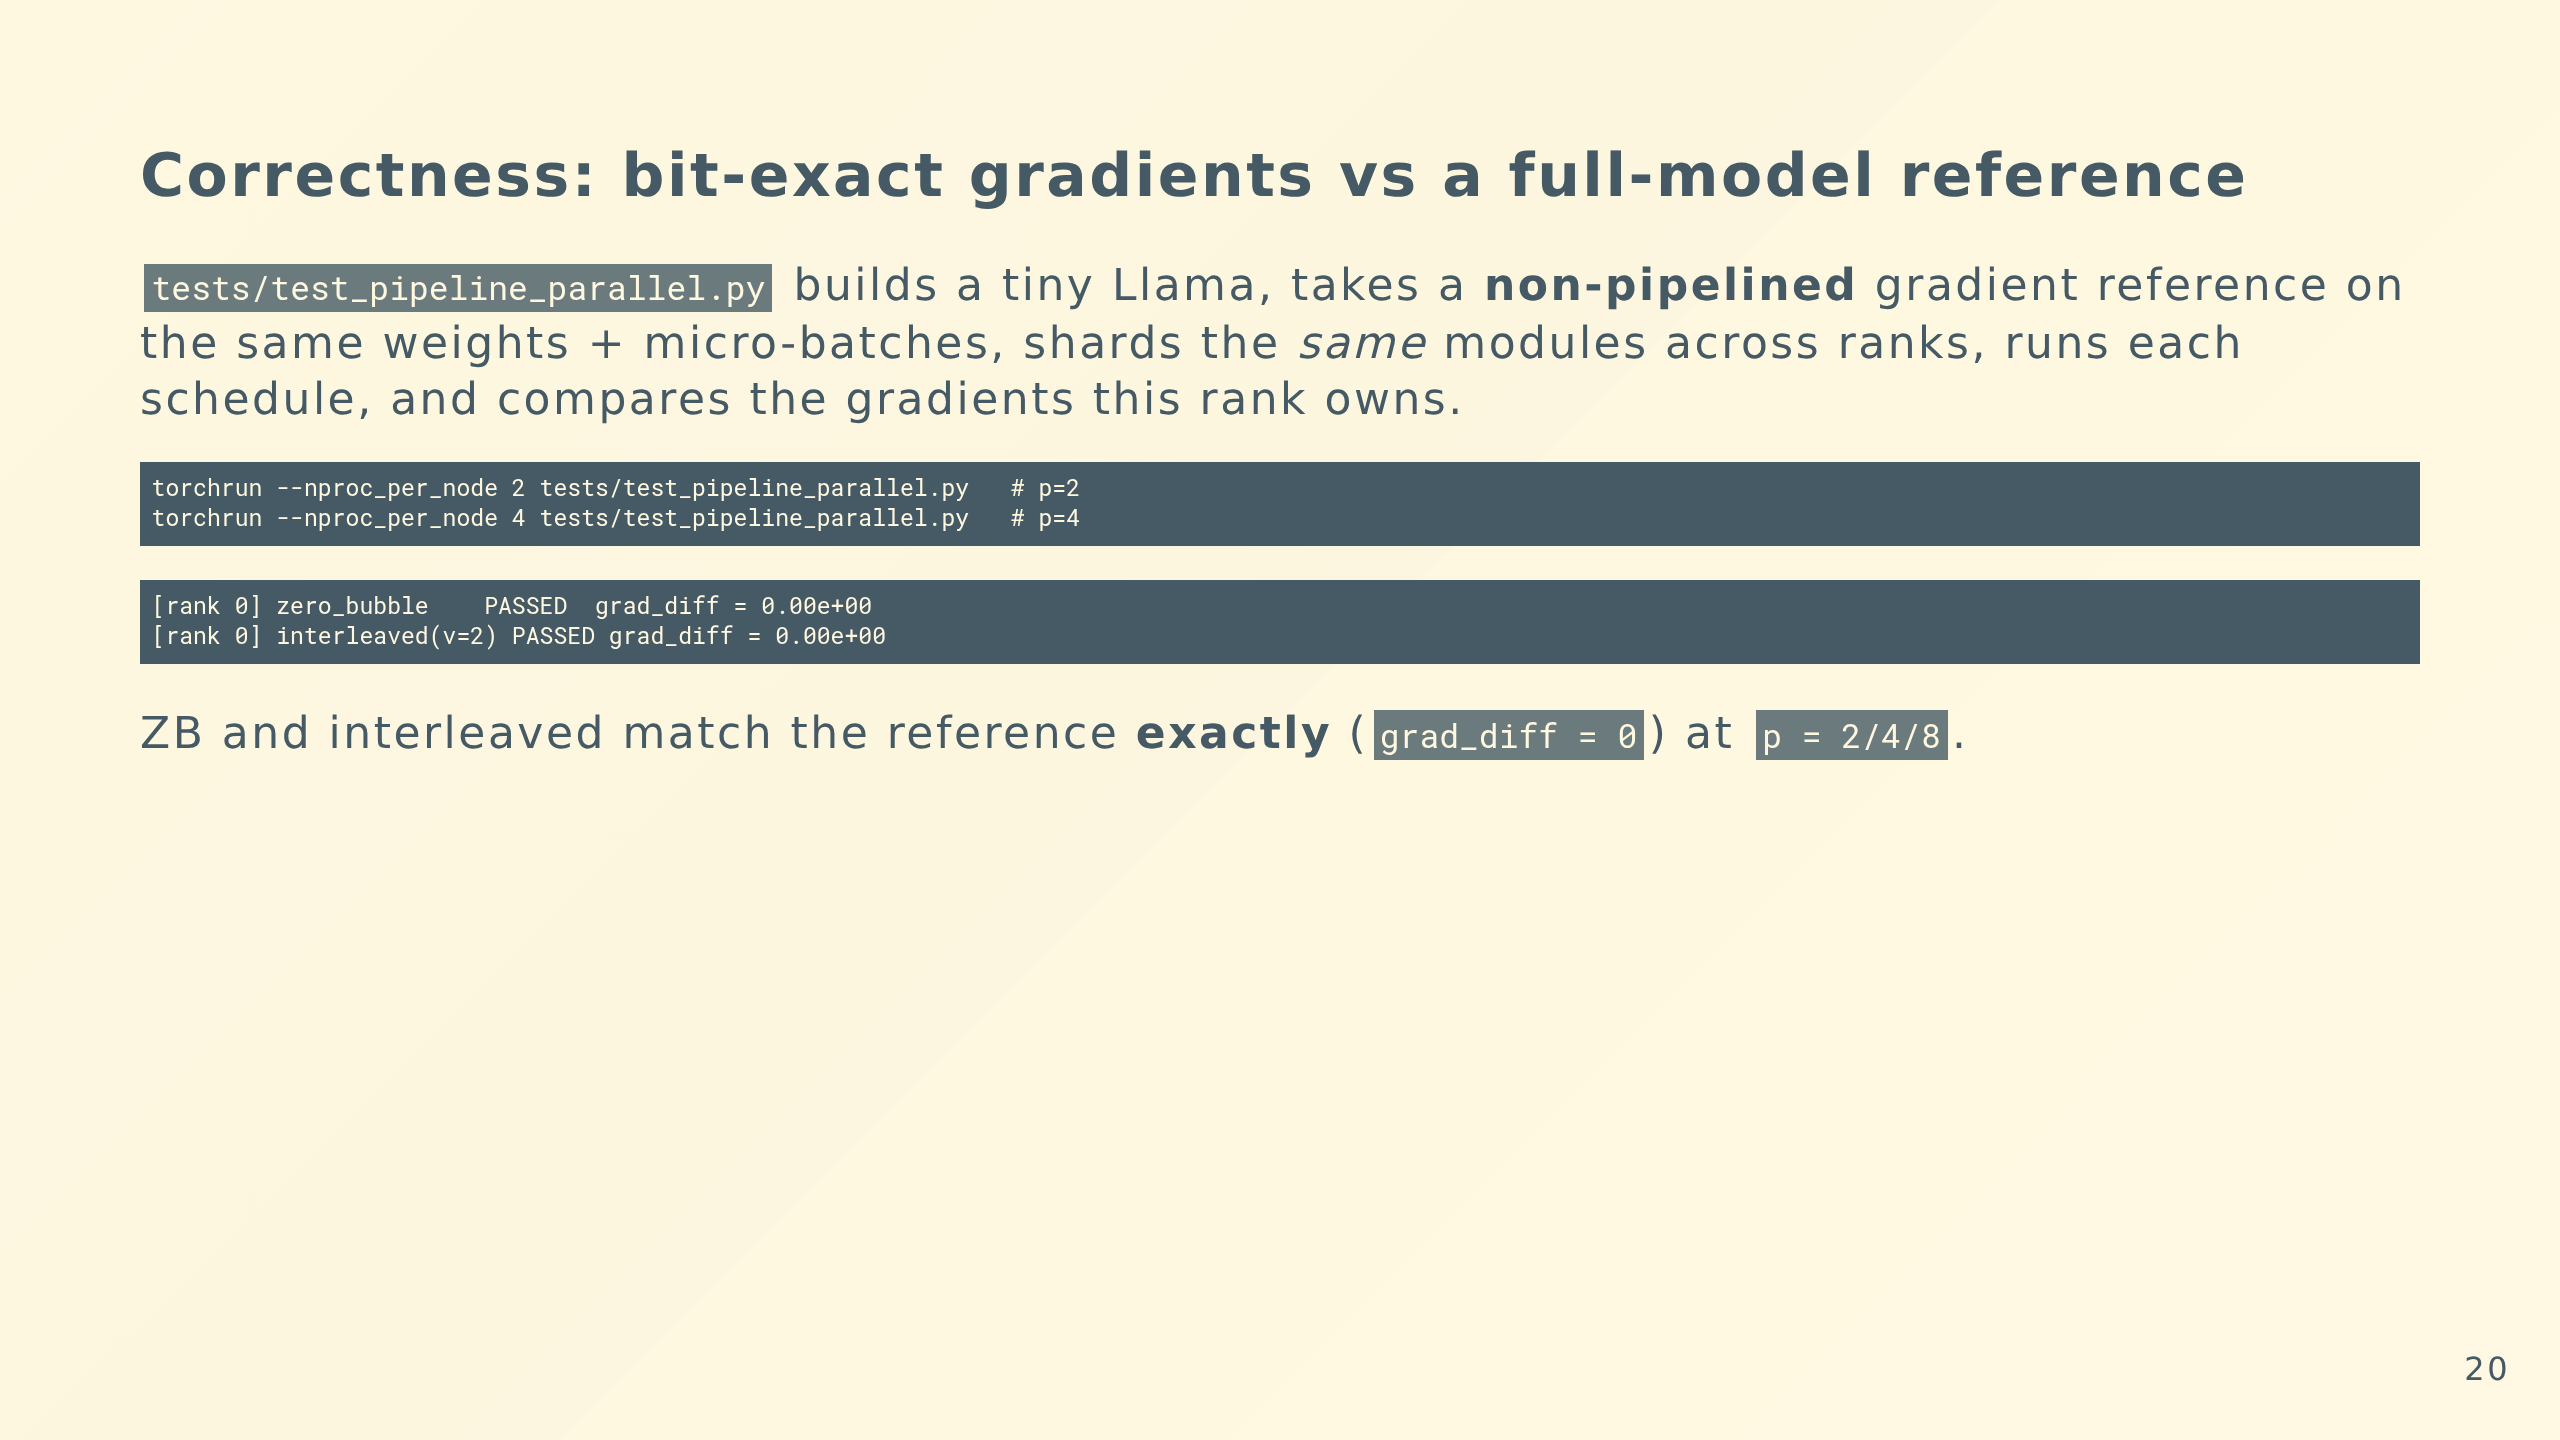 Correctness: bit-exact gradients vs a full-model reference
tests/test_pipeline_parallel.py builds a tiny Llama, takes a non-pipelined gradient reference on
the same weights + micro-batches, shards the same modules across ranks, runs each
schedule, and compares the gradients this rank owns.
torchrun --nproc_per_node 2 tests/test_pipeline_parallel.py   # p=2
torchrun --nproc_per_node 4 tests/test_pipeline_parallel.py   # p=4
[rank 0] zero_bubble    PASSED  grad_diff = 0.00e+00
[rank 0] interleaved(v=2) PASSED grad_diff = 0.00e+00
ZB and interleaved match the reference exactly (grad_diff = 0) at p = 2/4/8.
20